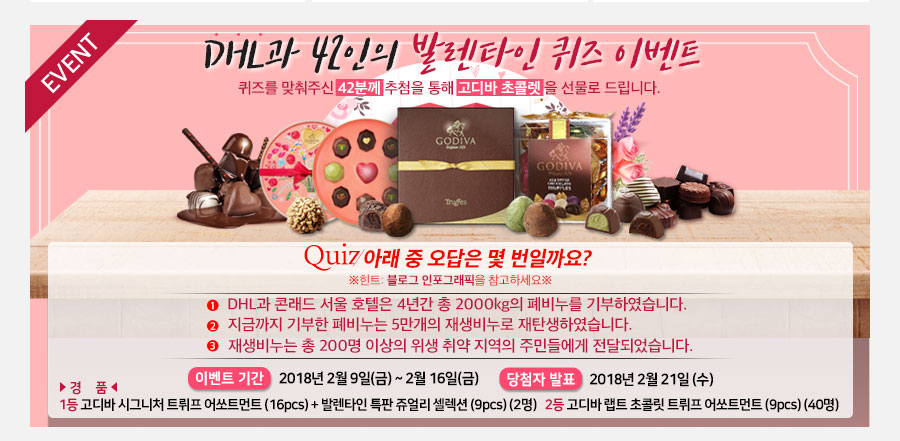 EVENT
DHL과 42인의 발렌타인 퀴즈 이벤트
퀴즈를 맞춰주신 42분께 추첨을 통해 고디바 초콜렛을 선물로 드립니다.
GODIVA
Belgium 1926
Truffles
GODIVA
Belgium 1926
ASSORTED
CHOCOLATE
TRUFFLES
Quiz/아래 중 오답은 몇 번일까요?
※힌트: 블로그 인포그래픽을 참고하세요※
1 DHL과 콘래드 서울 호텔은 4년간 총 2000kg의 폐비누를 기부하였습니다.
2 지금까지 기부한 폐비누는 5만개의 재생비누로 재탄생하였습니다.
3 재생비누는 총 200명 이상의 위생 취약 지역의 주민들에게 전달되었습니다.
이벤트 기간 2018년 2월 9일(금) ~ 2월 16일(금) 당첨자 발표 2018년 2월 21일 (수)
▶경 품◀
1등 고디바 시그니처 트뤼프 어쏘트먼트 (16pcs) + 발렌타인 특판 쥬얼리 셀렉션 (9pcs) (2명) 2등 고디바 랩트 초콜릿 트뤼프 어쏘트먼트 (9pcs) (40명)